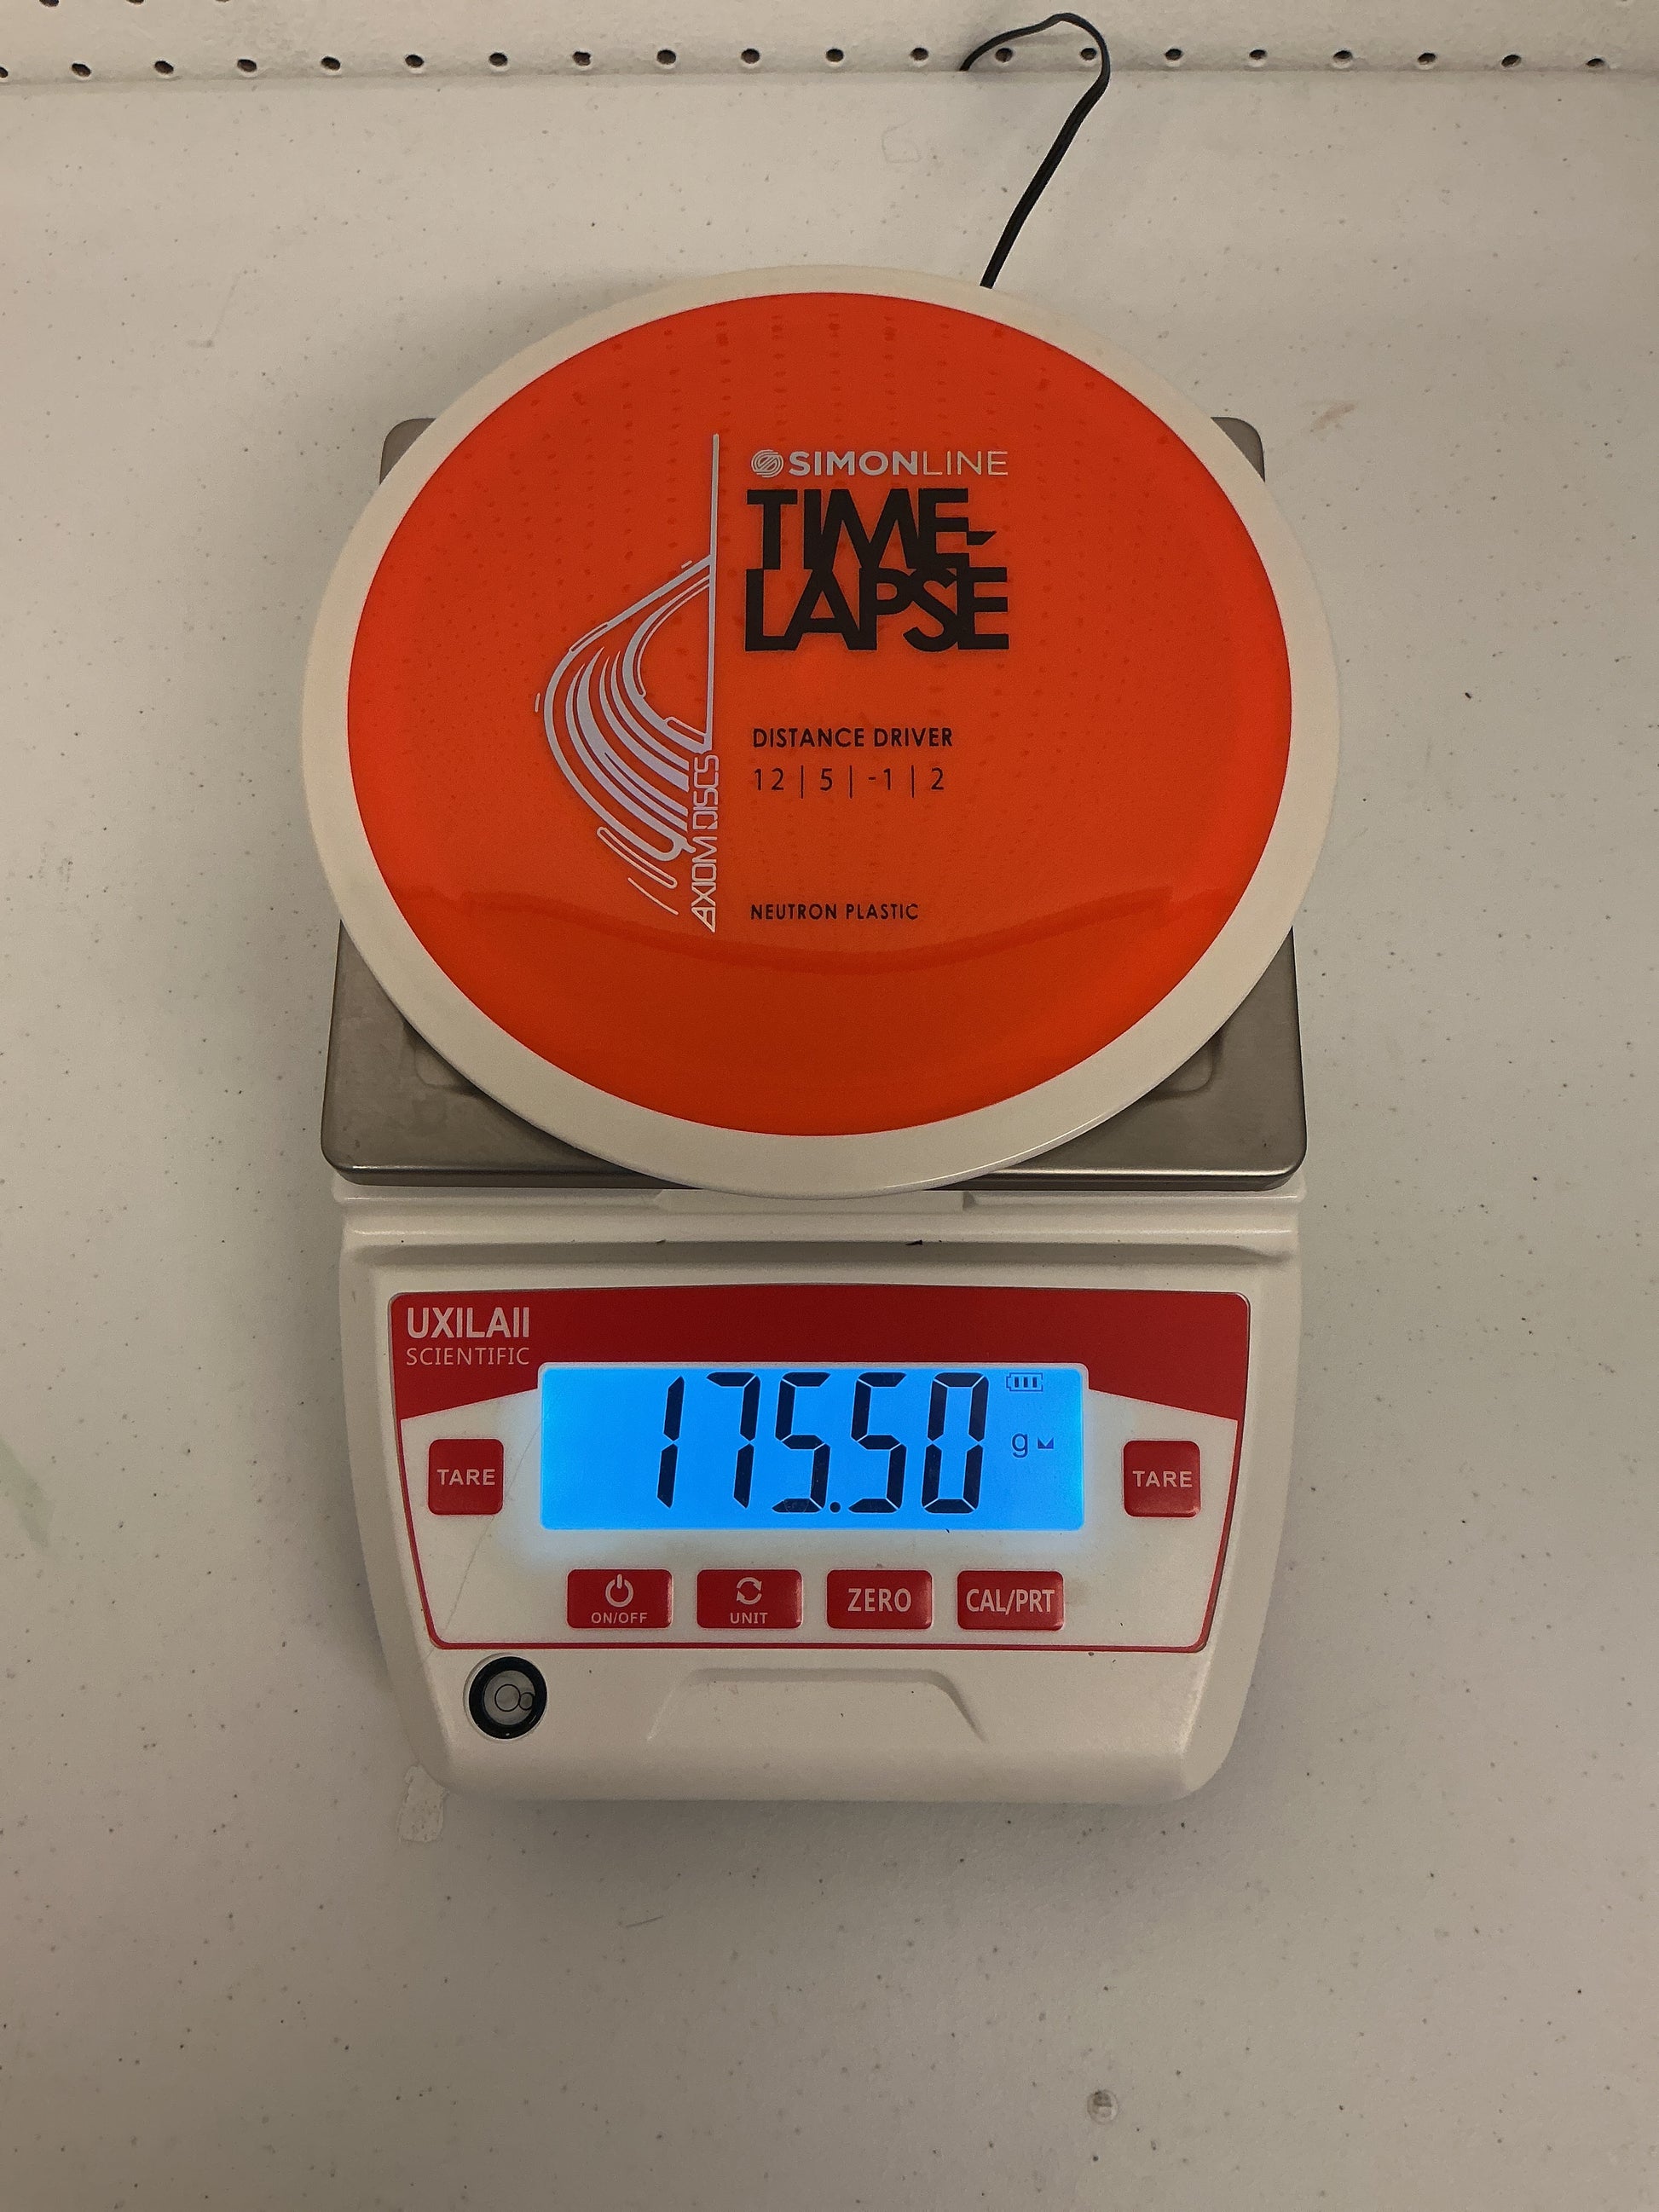 SIMONLINE
TIME-
LAPSE
DISTANCE DRIVER
12 | 5 | -1 | 2
AXIOM DISCS
NEUTRON PLASTIC
UXILAII
SCIENTIFIC
175.50
g
TARE
TARE
ON/OFF
UNIT
ZERO
CAL/PRT